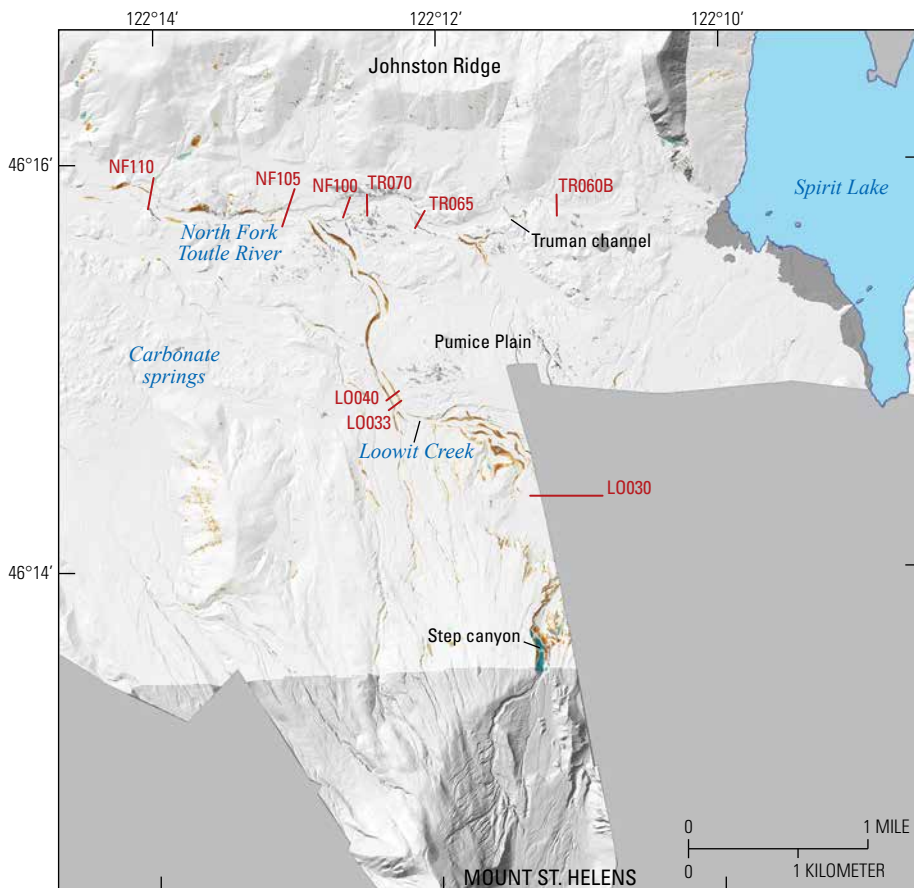 122°14′ 122°12′ 122°10′
Johnston Ridge
46°16′
NF110
NF105
NF100
TR070
TR065
TR060B
Spirit Lake
North Fork
Toutle River
Truman channel
Pumice Plain
Carbonate
springs
LO040
LO033
Loowit Creek
LO030
46°14′
Step canyon
0 1 MILE
0 1 KILOMETER
MOUNT ST. HELENS